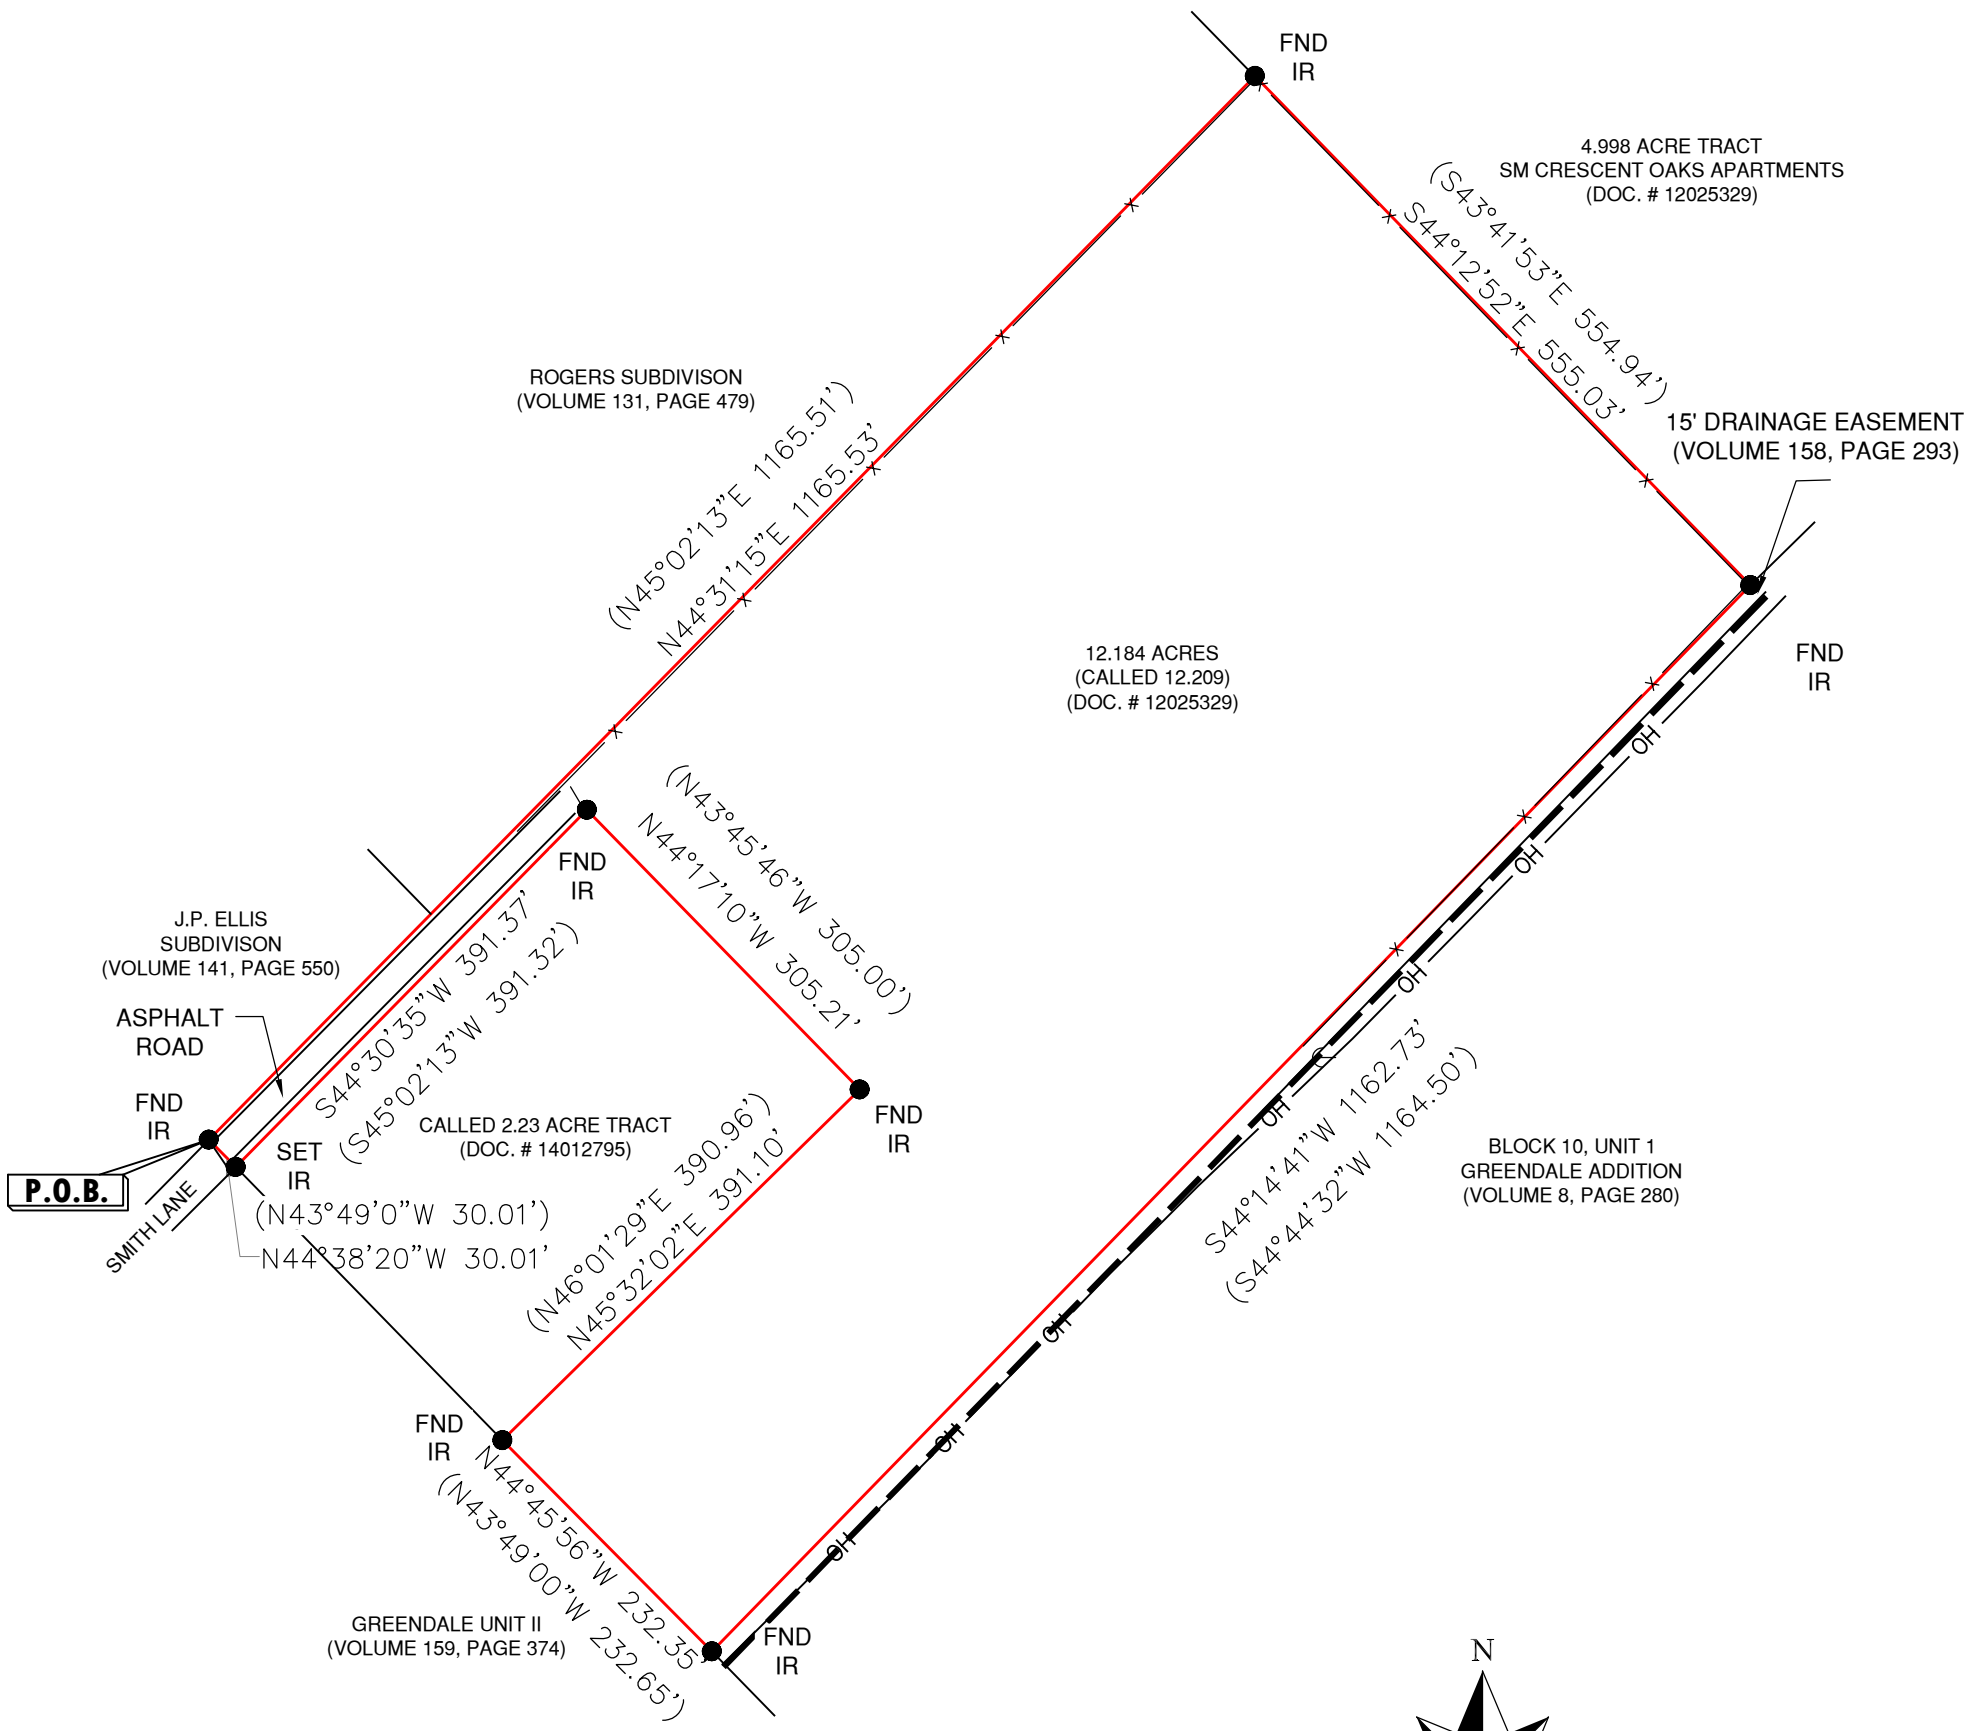 FND
IR
4.998 ACRE TRACT
SM CRESCENT OAKS APARTMENTS
(DOC. # 12025329)
(S43°41'53"E 554.94')
S44°12'52"E 555.03'
ROGERS SUBDIVISON
(VOLUME 131, PAGE 479)
(N45°02'13"E 1165.51')
N44°31'15"E 1165.53'
15' DRAINAGE EASEMENT
(VOLUME 158, PAGE 293)
12.184 ACRES
(CALLED 12.209)
(DOC. # 12025329)
FND
IR
OH
OH
OH
OH
OH
OH
OH
(N43°45'46"W 305.00')
N44°17'10"W 305.21'
FND
IR
J.P. ELLIS
SUBDIVISON
(VOLUME 141, PAGE 550)
ASPHALT
ROAD
S44°30'35"W 391.37'
(S45°02'13"W 391.32')
FND
IR
CALLED 2.23 ACRE TRACT
(DOC. # 14012795)
FND
IR
SET
IR
P.O.B.
SMITH LANE
(N43°49'0"W 30.01')
N44°38'20"W 30.01'
(N46°01'29"E 390.96')
N45°32'02"E 391.10'
S44°14'41"W 1162.73'
(S44°44'32"W 1164.50')
BLOCK 10, UNIT 1
GREENDALE ADDITION
(VOLUME 8, PAGE 280)
FND
IR
N44°45'56"W 232.35'
(N43°49'00"W 232.65')
GREENDALE UNIT II
(VOLUME 159, PAGE 374)
FND
IR
N